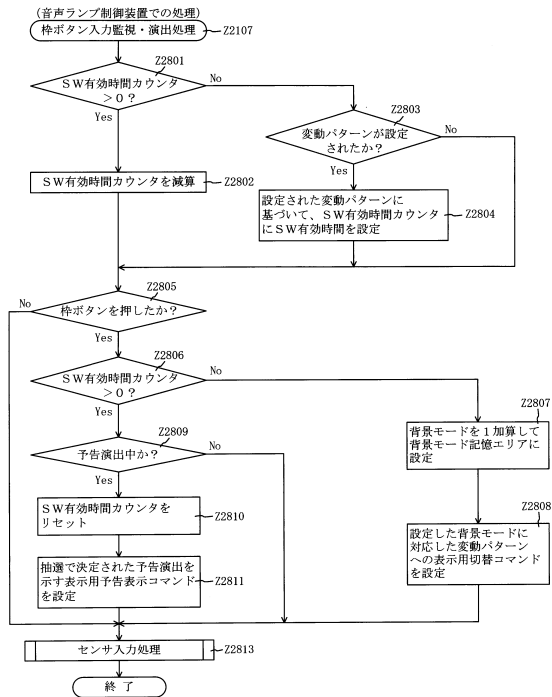 (音声ランプ制御装置での処理)
枠ボタン入力監視・演出処理
Z2107
Z2801
SW有効時間カウンタ
>0?
No
Yes
Z2803
変動パターンが設定
されたか?
No
Yes
SW有効時間カウンタを減算
Z2802
設定された変動パターンに
基づいて、SW有効時間カウンタ
にSW有効時間を設定
Z2804
Z2805
枠ボタンを押したか?
No
Yes
Z2806
SW有効時間カウンタ
>0?
No
Yes
Z2807
背景モードを1加算して
背景モード記憶エリアに
設定
Z2809
予告演出中か?
No
Yes
SW有効時間カウンタを
リセット
Z2810
Z2808
設定した背景モードに
対応した変動パターン
への表示用切替コマンド
を設定
抽選で決定された予告演出を
示す表示用予告表示コマンド
を設定
Z2811
センサ入力処理
Z2813
終了